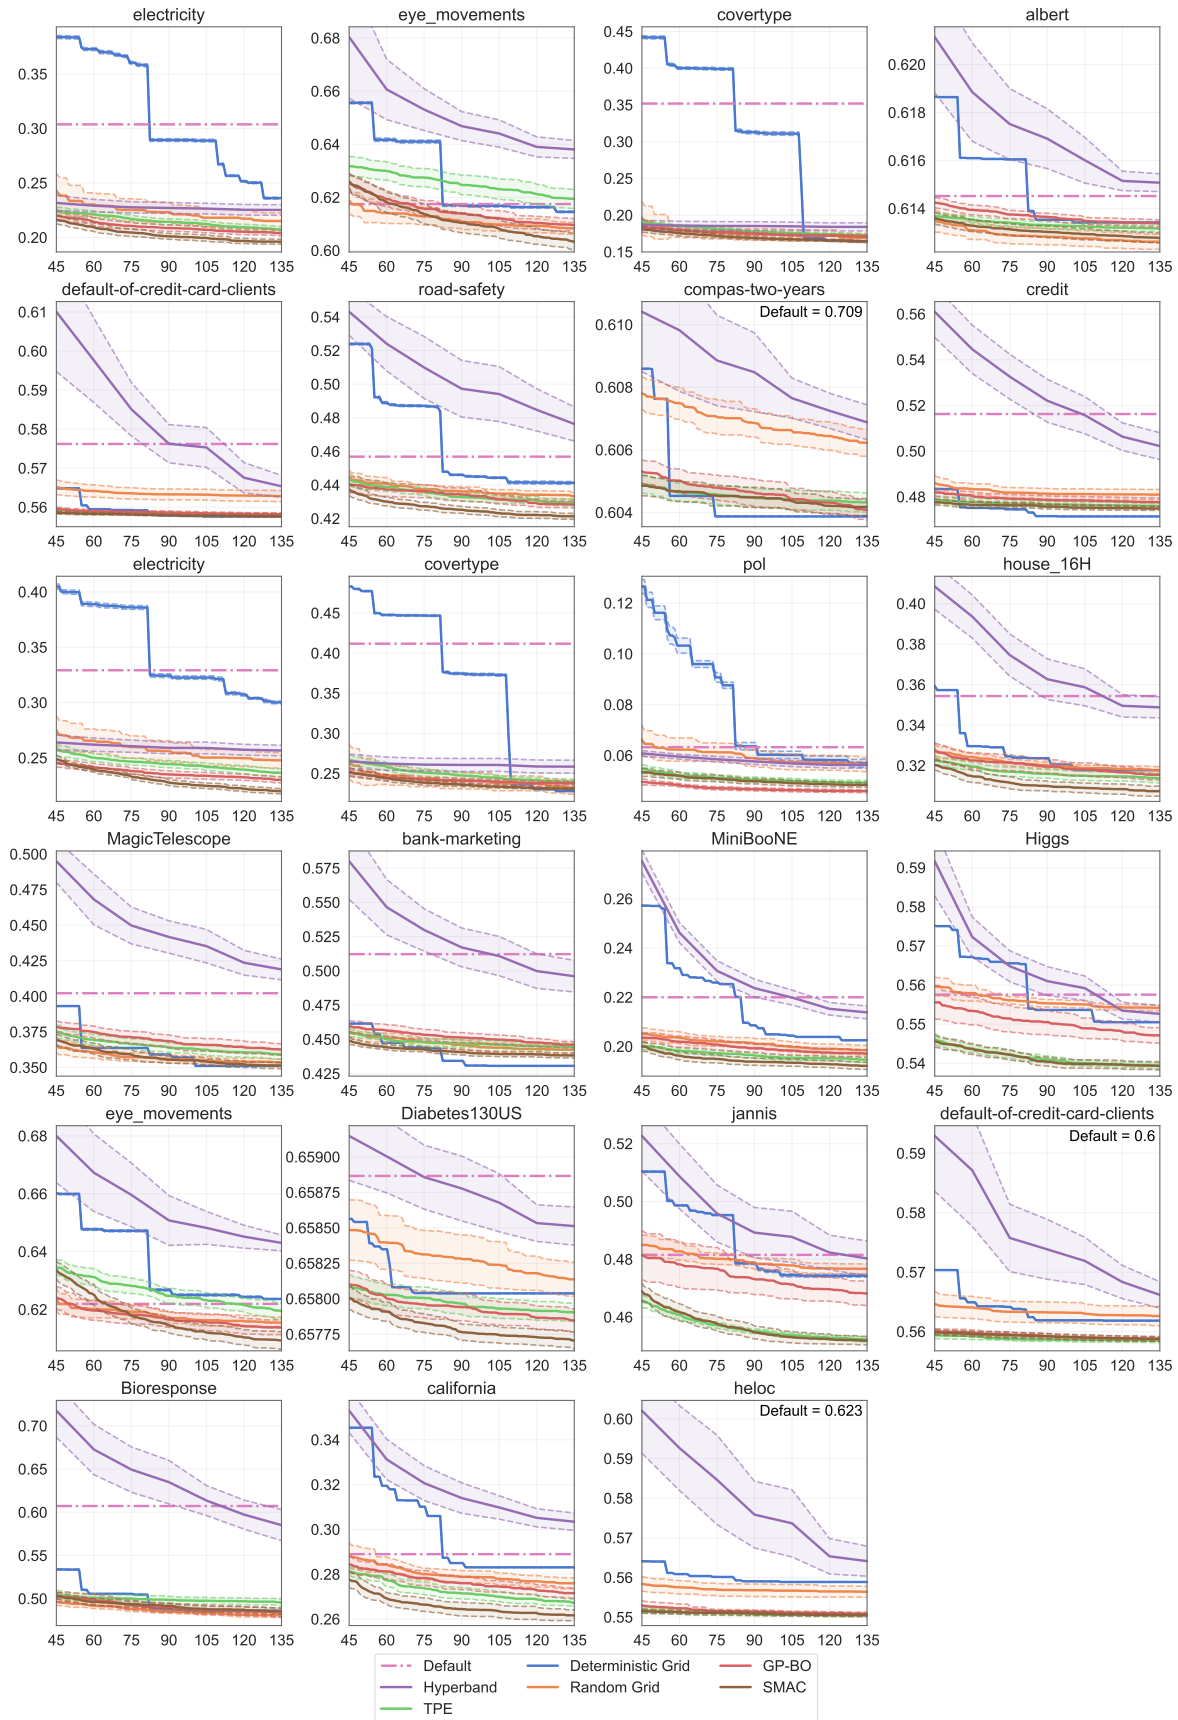 electricity
0.35
0.30
0.25
0.20
45 60 75 90 105 120 135
eye_movements
0.68
0.66
0.64
0.62
0.60
45 60 75 90 105 120 135
covertype
0.45
0.40
0.35
0.30
0.25
0.20
0.15
45 60 75 90 105 120 135
albert
0.620
0.618
0.616
0.614
45 60 75 90 105 120 135
default-of-credit-card-clients
0.61
0.60
0.59
0.58
0.57
0.56
45 60 75 90 105 120 135
road-safety
0.54
0.52
0.50
0.48
0.46
0.44
0.42
45 60 75 90 105 120 135
compas-two-years
Default = 0.709
0.610
0.608
0.606
0.604
45 60 75 90 105 120 135
credit
0.56
0.54
0.52
0.50
0.48
45 60 75 90 105 120 135
electricity
0.40
0.35
0.30
0.25
45 60 75 90 105 120 135
covertype
0.45
0.40
0.35
0.30
0.25
45 60 75 90 105 120 135
pol
0.12
0.10
0.08
0.06
45 60 75 90 105 120 135
house_16H
0.40
0.38
0.36
0.34
0.32
45 60 75 90 105 120 135
MagicTelescope
0.500
0.475
0.450
0.425
0.400
0.375
0.350
45 60 75 90 105 120 135
bank-marketing
0.575
0.550
0.525
0.500
0.475
0.450
0.425
45 60 75 90 105 120 135
MiniBooNE
0.26
0.24
0.22
0.20
45 60 75 90 105 120 135
Higgs
0.59
0.58
0.57
0.56
0.55
0.54
45 60 75 90 105 120 135
eye_movements
0.68
0.66
0.64
0.62
45 60 75 90 105 120 135
Diabetes130US
0.65900
0.65875
0.65850
0.65825
0.65800
0.65775
45 60 75 90 105 120 135
jannis
0.52
0.50
0.48
0.46
45 60 75 90 105 120 135
default-of-credit-card-clients
Default = 0.6
0.59
0.58
0.57
0.56
45 60 75 90 105 120 135
Bioresponse
0.70
0.65
0.60
0.55
0.50
45 60 75 90 105 120 135
california
0.34
0.32
0.30
0.28
0.26
45 60 75 90 105 120 135
heloc
Default = 0.623
0.60
0.59
0.58
0.57
0.56
0.55
45 60 75 90 105 120 135
Default
Hyperband
TPE
Deterministic Grid
Random Grid
GP-BO
SMAC